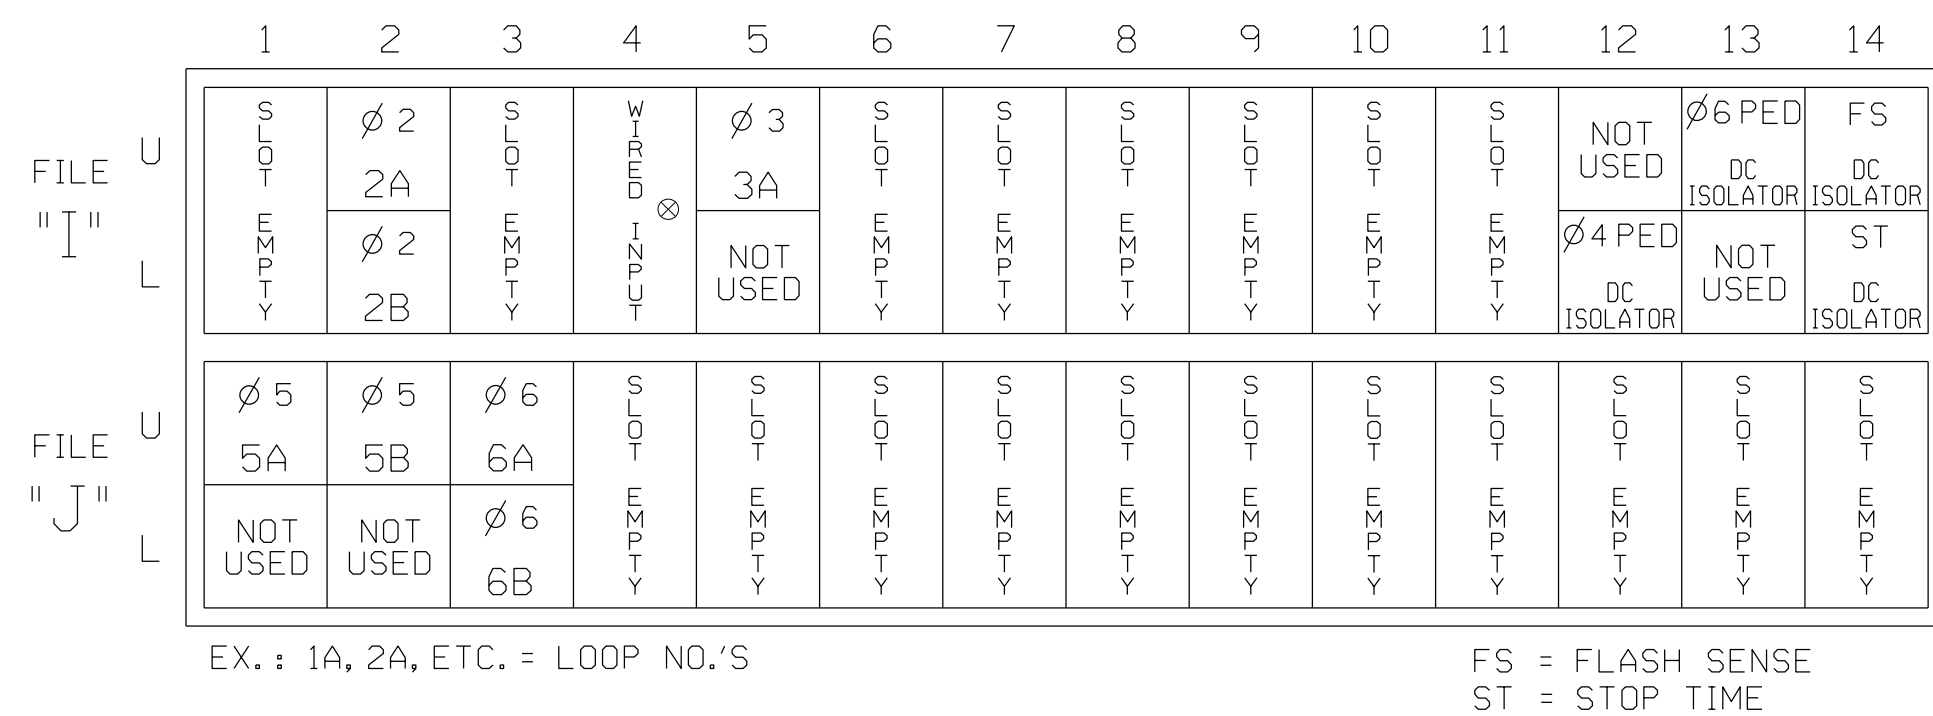 1 2 3 4 5 6 7 8 9 10 11 12 13 14
FILE
"I"
U
L
SLOT EMPTY
Ø 2
2A
Ø 2
2B
SLOT EMPTY
WIRED INPUT
Ø 3
3A
NOT
USED
SLOT EMPTY
SLOT EMPTY
SLOT EMPTY
SLOT EMPTY
SLOT EMPTY
SLOT EMPTY
NOT
USED
Ø4 PED
DC
ISOLATOR
Ø6 PED
DC
ISOLATOR
NOT
USED
FS
DC
ISOLATOR
ST
DC
ISOLATOR
FILE
"J"
U
L
Ø 5
5A
NOT
USED
Ø 5
5B
NOT
USED
Ø 6
6A
Ø 6
6B
SLOT EMPTY
SLOT EMPTY
SLOT EMPTY
SLOT EMPTY
SLOT EMPTY
SLOT EMPTY
SLOT EMPTY
SLOT EMPTY
SLOT EMPTY
SLOT EMPTY
SLOT EMPTY
EX.: 1A, 2A, ETC. = LOOP NO.'S
FS = FLASH SENSE
ST = STOP TIME